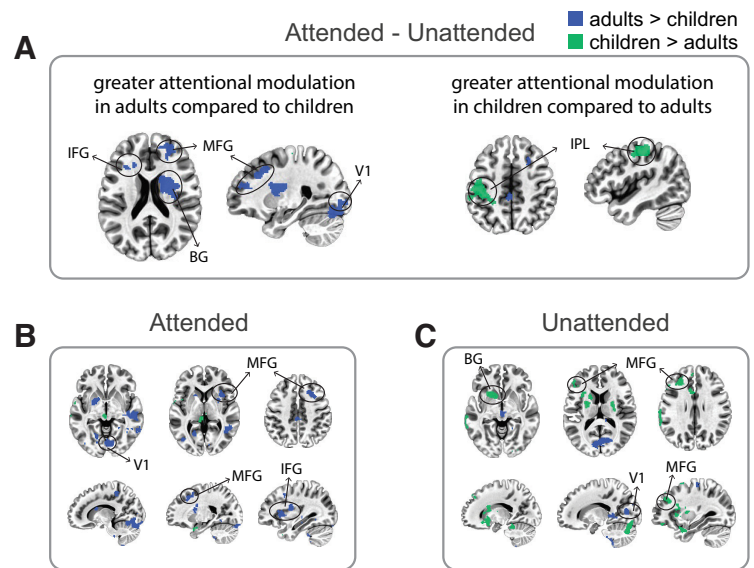 Attended - Unattended
adults > children
children > adults
A
greater attentional modulation
in adults compared to children
greater attentional modulation
in children compared to adults
IFG
MFG
V1
BG
IPL
B
Attended
MFG
V1
MFG
IFG
C
Unattended
BG
MFG
V1
MFG